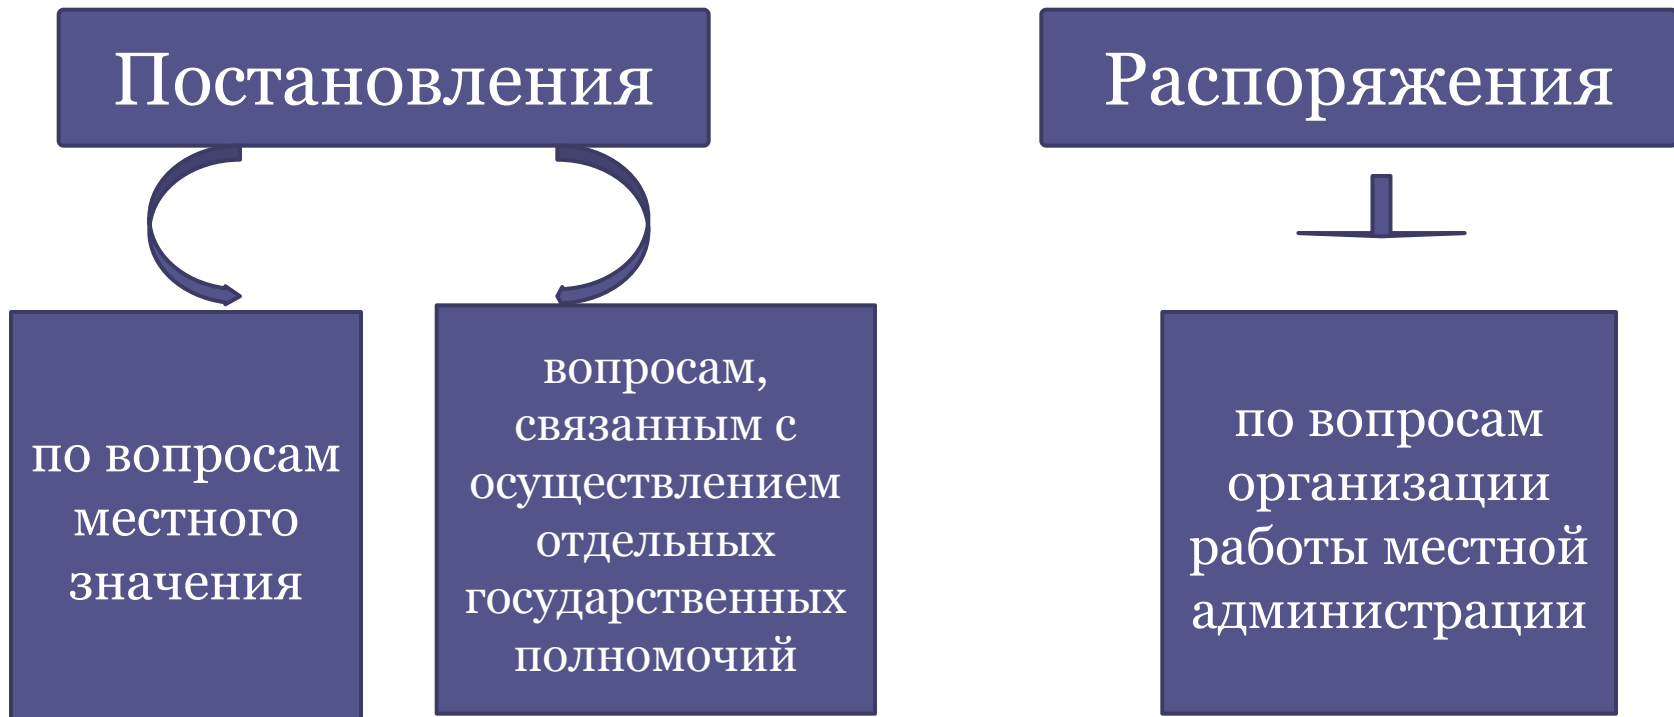 Постановления
Распоряжения
по вопросам
местного
значения
вопросам,
связанным с
осуществлением
отдельных
государственных
полномочий
по вопросам
организации
работы местной
администрации